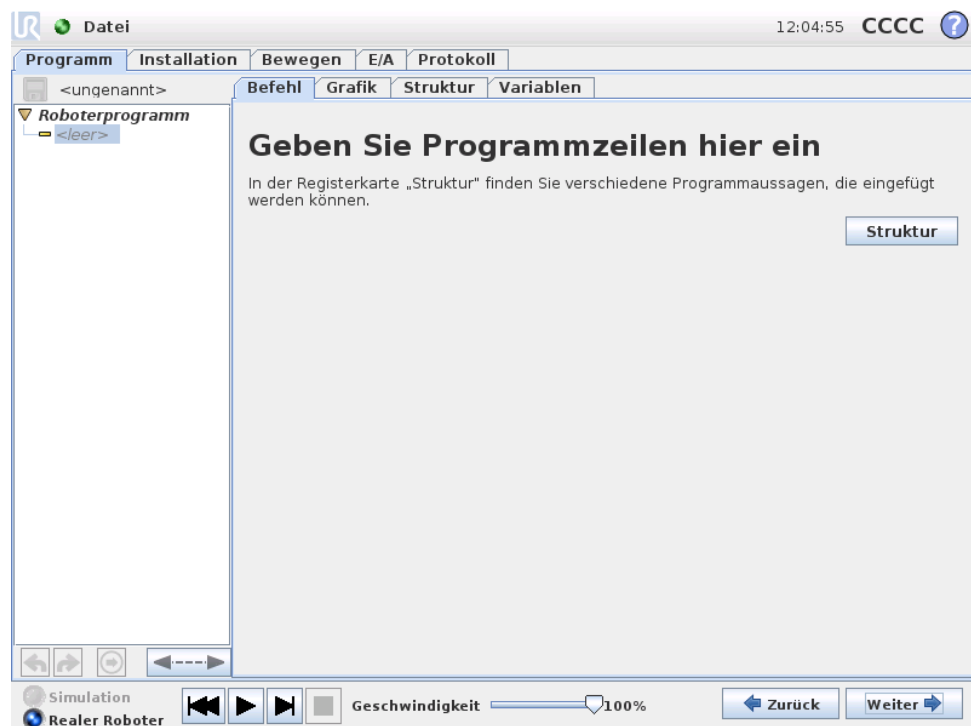 UR Datei 12:04:55 CCCC ?
Programm Installation Bewegen E/A Protokoll
<ungenannt>
Befehl Grafik Struktur Variablen
Roboterprogramm
<leer>
Geben Sie Programmzeilen hier ein
In der Registerkarte „Struktur" finden Sie verschiedene Programmaussagen, die eingefügt
werden können.
Struktur
Simulation
Realer Roboter
Geschwindigkeit 100%
Zurück Weiter